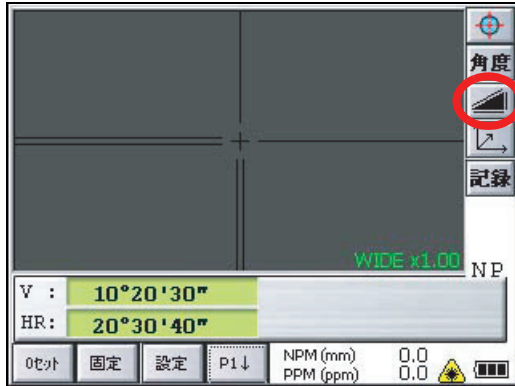 角度
記録
WIDE x1.00
NP
V : 10°20'30"
HR: 20°30'40"
0セット 固定 設定 P1↓ NPM (mm) 0.0
PPM (ppm) 0.0